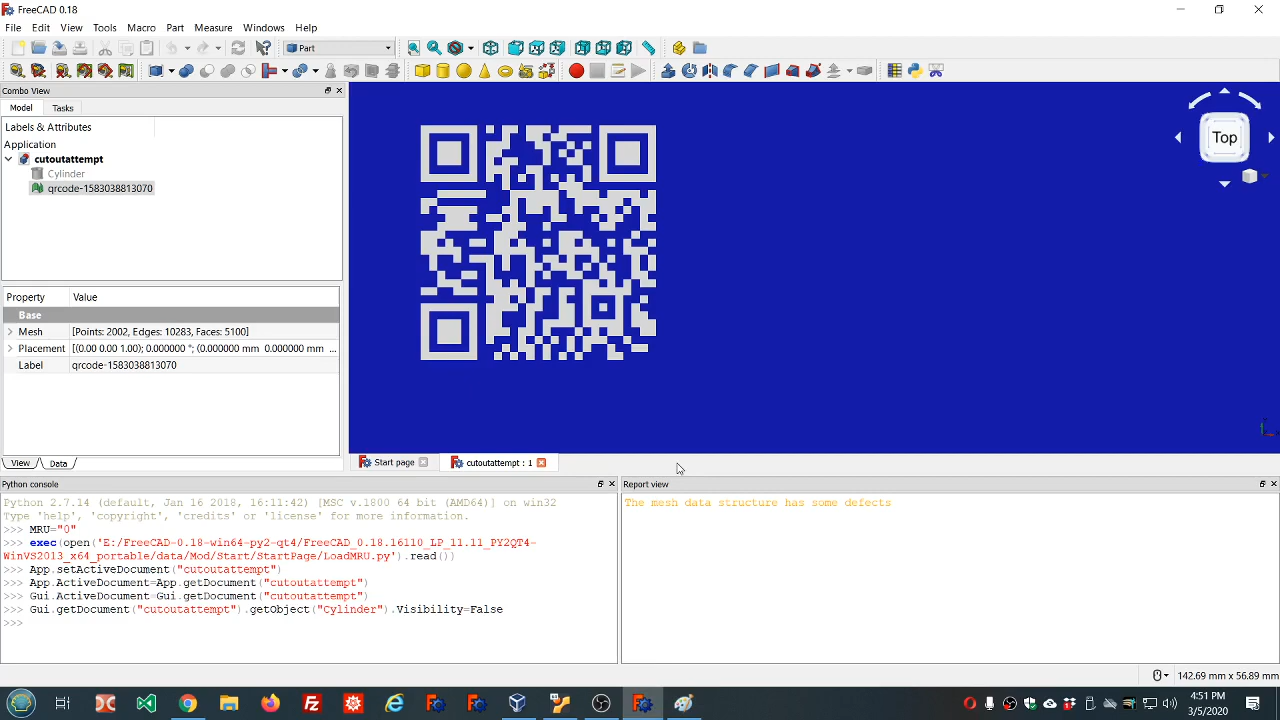 FreeCAD 0.18
File Edit View Tools Macro Part Measure Windows Help
Part
Combo View
Model Tasks
Labels & Attributes
Application
cutoutattempt
Cylinder
qrcode-1583038813070
Property Value
Base
Mesh [Points: 2002, Edges: 10283, Faces: 5100]
Placement [(0.00 0.00 1.00); 0.000000 °; (0.000000 mm 0.000000 mm ...
Label qrcode-1583038813070
View Data
Top
Start page cutoutattempt : 1
Python console
Python 2.7.14 (default, Jan 16 2018, 16:11:42) [MSC v.1800 64 bit (AMD64)] on win32
Type 'help', 'copyright', 'credits' or 'license' for more information.
>>> MRU="0"
>>> exec(open('E:/FreeCAD-0.18-win64-py2-qt4/FreeCAD_0.18.16110_LP_11.11_PY2QT4-
WinVS2013_x64_portable/data/Mod/Start/StartPage/LoadMRU.py').read())
>>> App.setActiveDocument("cutoutattempt")
>>> App.ActiveDocument=App.getDocument("cutoutattempt")
>>> Gui.ActiveDocument=Gui.getDocument("cutoutattempt")
>>> Gui.getDocument("cutoutattempt").getObject("Cylinder").Visibility=False
>>>
Report view
The mesh data structure has some defects
142.69 mm x 56.89 mm
4:51 PM
3/5/2020